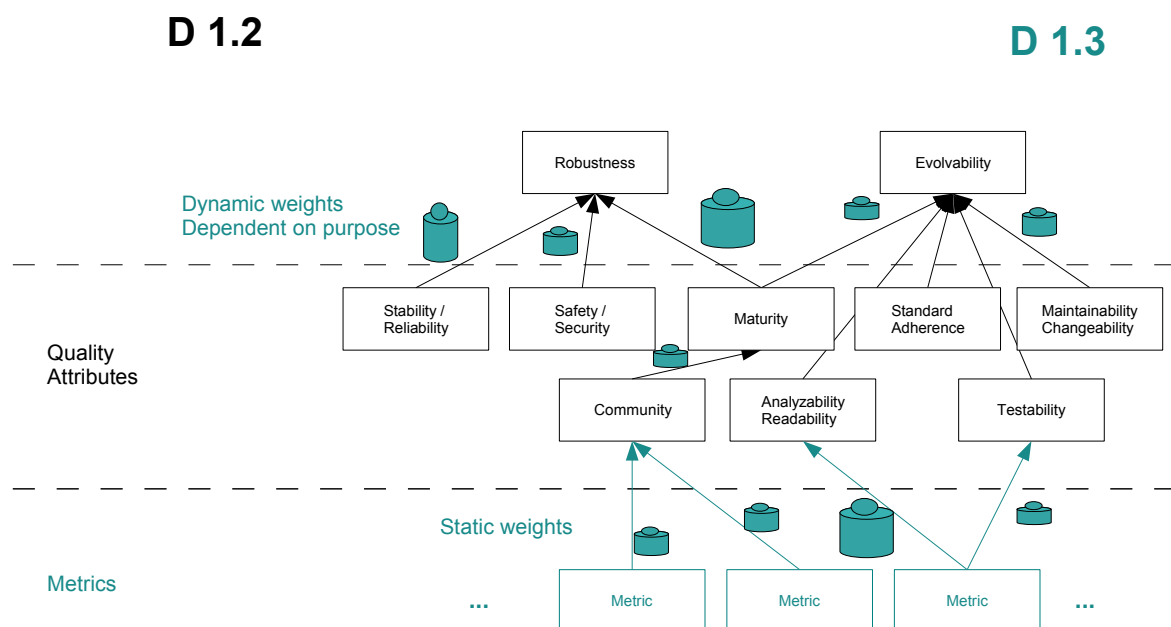 D 1.2
D 1.3
Robustness
Evolvability
Dynamic weights
Dependent on purpose
Stability /
Reliability
Safety /
Security
Maturity
Standard
Adherence
Maintainability
Changeability
Quality
Attributes
Community
Analyzability
Readability
Testability
Static weights
Metrics
...
Metric
Metric
Metric
...